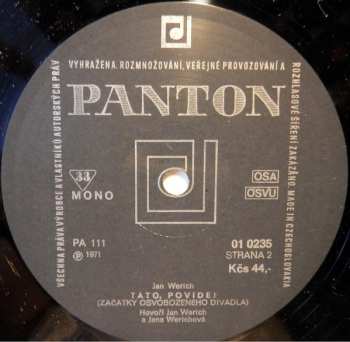 VŠECHNA PRÁVA VÝROBCE A VLASTNÍKŮ AUTORSKÝCH PRÁV VYHRAŽENA. ROZMNOŽOVÁNÍ, VEŘEJNÉ PROVOZOVÁNÍ A ROZHLASOVÉ ŠÍŘENÍ ZAKÁZÁNO. MADE IN CZECHOSLOVAKIA
PANTON
33
MONO
OSA
OSVU
PA 111
℗ 1971
01 0235
STRANA 2
Kčs 44,-
Jan Werich
TÁTO, POVÍDEJ
(ZAČÁTKY OSVOBOZENÉHO DIVADLA)
Hovoří Jan Werich
a Jana Werichová